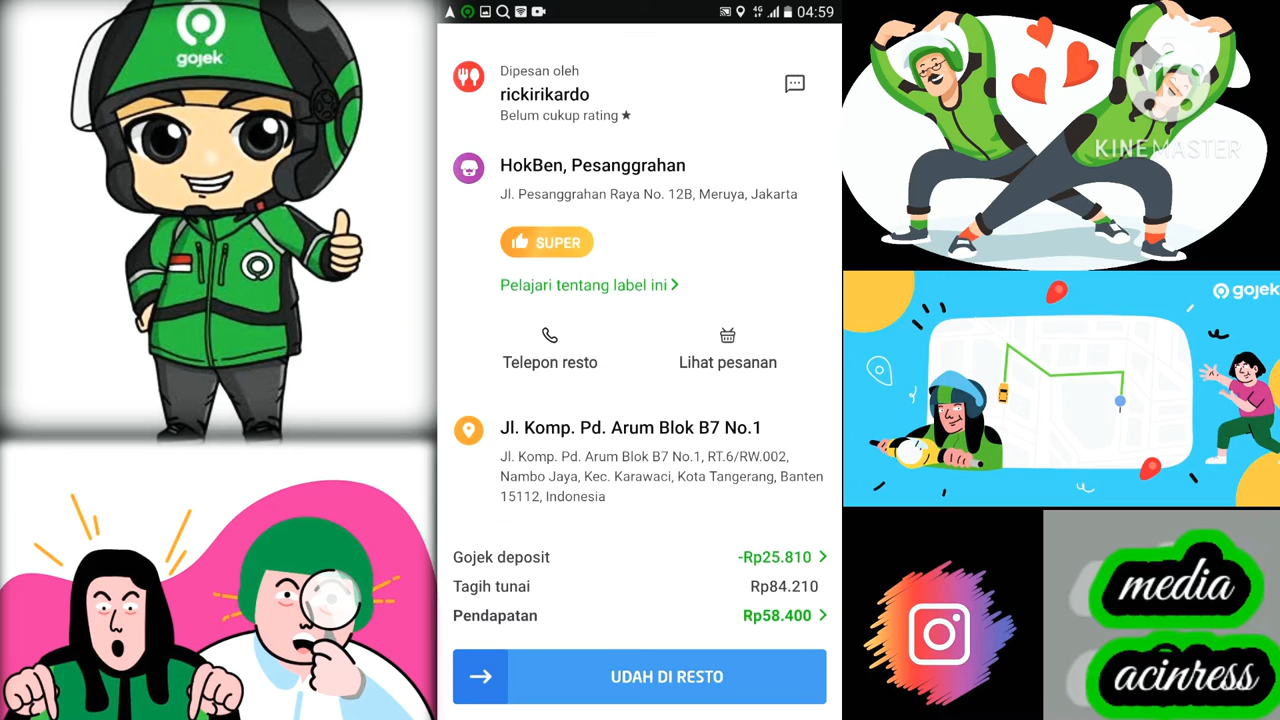 gojek
04:59
4G
Dipesan oleh
rickirikardo
Belum cukup rating ★
HokBen, Pesanggrahan
Jl. Pesanggrahan Raya No. 12B, Meruya, Jakarta
SUPER
Pelajari tentang label ini
Telepon resto
Lihat pesanan
Jl. Komp. Pd. Arum Blok B7 No.1
Jl. Komp. Pd. Arum Blok B7 No.1, RT.6/RW.002,
Nambo Jaya, Kec. Karawaci, Kota Tangerang, Banten
15112, Indonesia
Gojek deposit -Rp25.810
Tagih tunai Rp84.210
Pendapatan Rp58.400
UDAH DI RESTO
KINEMASTER
gojek
media
acinress